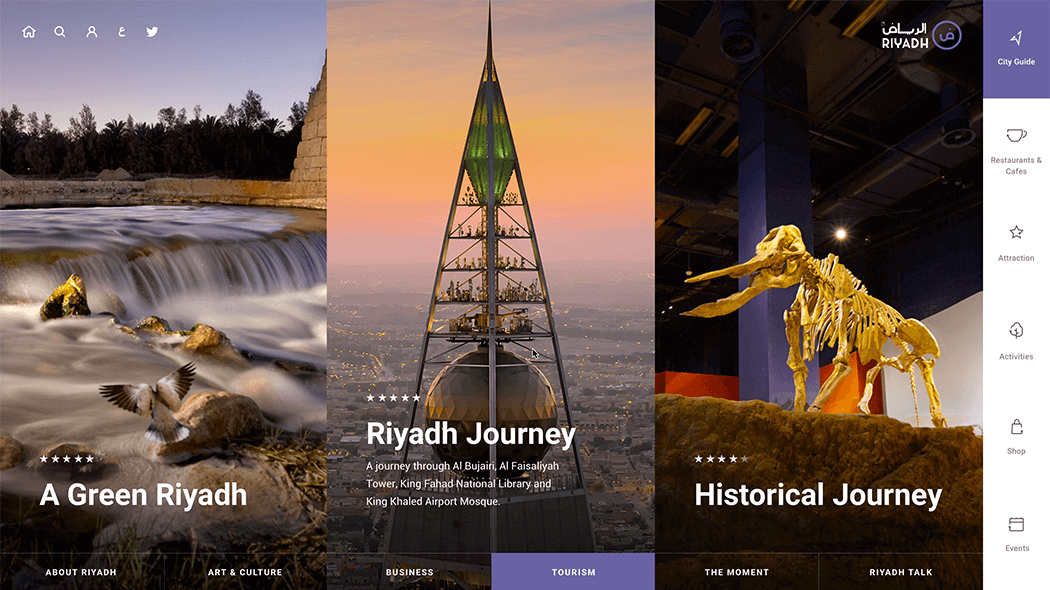 ع
الرياض
RIYADH
ف
City Guide
Restaurants &
Cafes
Attraction
Activities
Shop
Events
★★★★★
A Green Riyadh
★★★★★
Riyadh Journey
A journey through Al Bujairi, Al Faisaliyah
Tower, King Fahad National Library and
King Khaled Airport Mosque.
★★★★★
Historical Journey
ABOUT RIYADH
ART & CULTURE
BUSINESS
TOURISM
THE MOMENT
RIYADH TALK